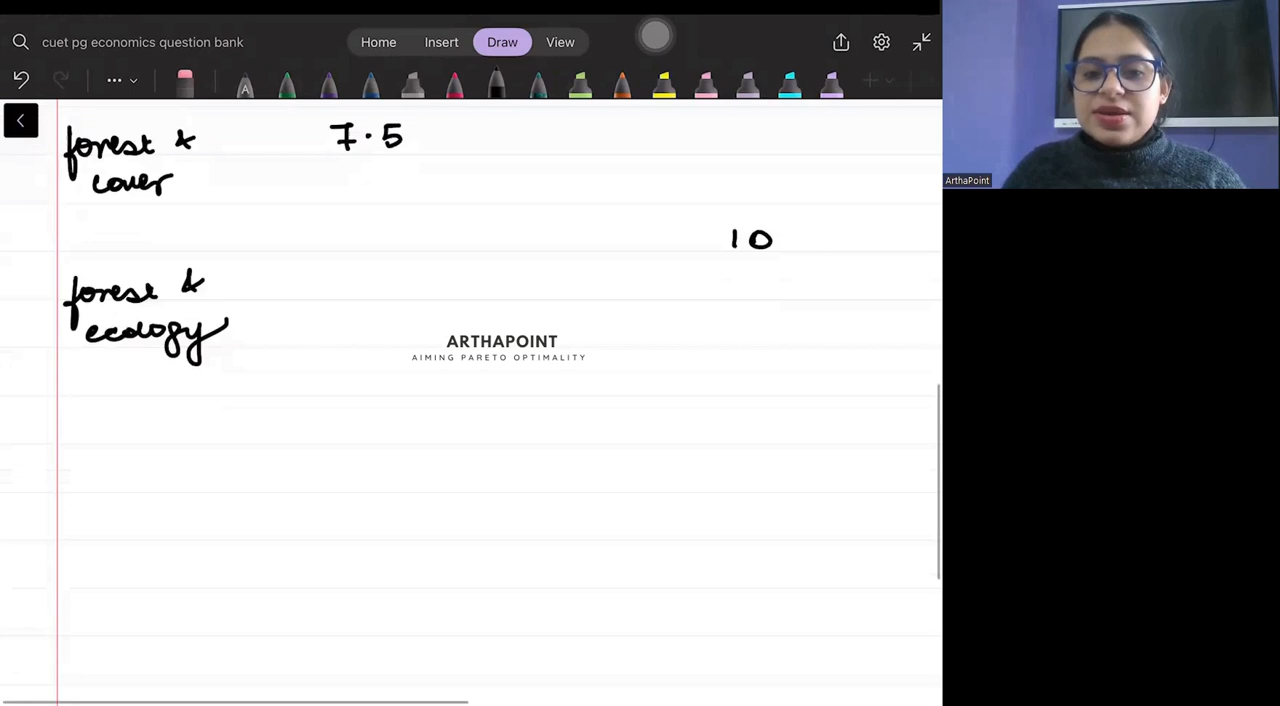 cuet pg economics question bank
Home Insert Draw View
A
forest & 7.5
cover
10
forest &
ecology
ARTHAPOINT
AIMING PARETO OPTIMALITY
ArthaPoint